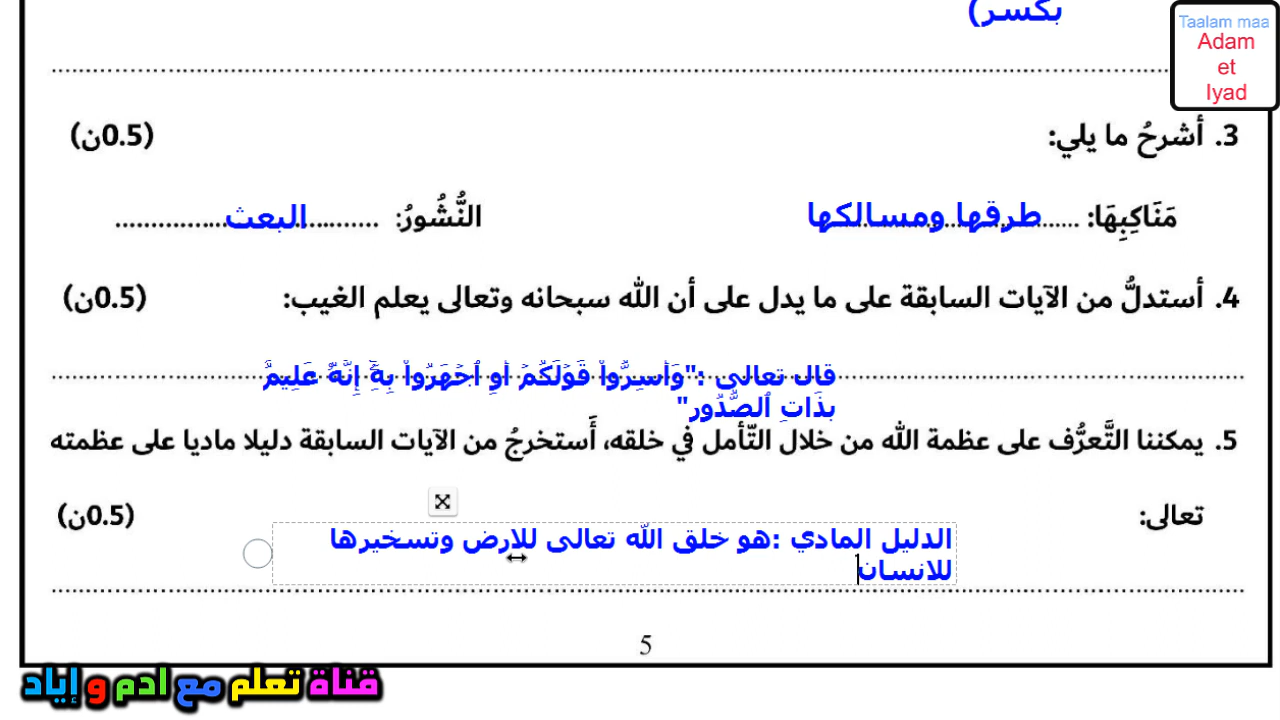 بكسر)
Taalam maa
Adam
et
Iyad
3. أشرحُ ما يلي: (0.5ن)
مَنَاكِبِهَا: طرقها ومسالكها النُّشُورُ: البعث
4. أستدلُّ من الآيات السابقة على ما يدل على أن الله سبحانه وتعالى يعلم الغيب: (0.5ن)
قال تعالى :"وَأَسِرُّواْ قَوْلَكُمْ أَوِ ٱجْهَرُواْ بِهِۦٓ إِنَّهُۥ عَلِيمُۢ
بذَاتِ ٱلصُّدُور"
5. يمكننا التَّعرُّف على عظمة الله من خلال التّأمل في خلقه، أَستخرجُ من الآيات السابقة دليلا ماديا على عظمته
تعالى: (0.5ن)
الدليل المادي :هو خلق الله تعالى للارض وتسخيرها
للانسان
5
قناة تعلم مع ادم و إياد